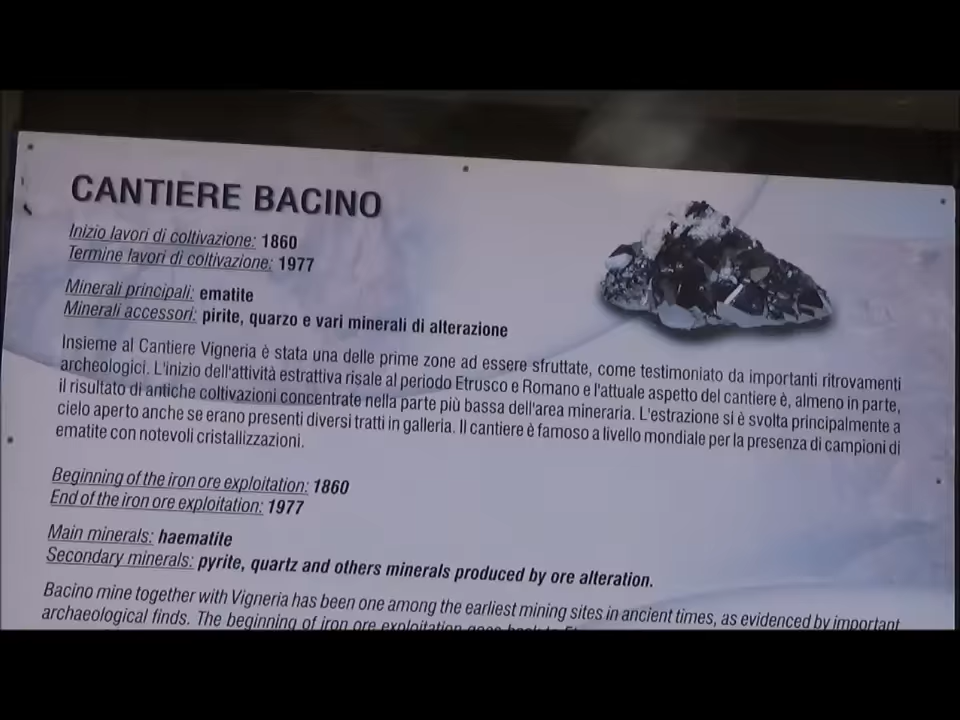 CANTIERE BACINO
Inizio lavori di coltivazione: 1860
Termine lavori di coltivazione: 1977
Minerali principali: ematite
Minerali accessori: pirite, quarzo e vari minerali di alterazione
Insieme al Cantiere Vigneria è stata una delle prime zone ad essere sfruttate, come testimoniato da importanti ritrovamenti
archeologici. L'inizio dell'attività estrattiva risale al periodo Etrusco e Romano e l'attuale aspetto del cantiere è, almeno in parte,
il risultato di antiche coltivazioni concentrate nella parte più bassa dell'area mineraria. L'estrazione si è svolta principalmente a
cielo aperto anche se erano presenti diversi tratti in galleria. Il cantiere è famoso a livello mondiale per la presenza di campioni di
ematite con notevoli cristallizzazioni.
Beginning of the iron ore exploitation: 1860
End of the iron ore exploitation: 1977
Main minerals: haematite
Secondary minerals: pyrite, quartz and others minerals produced by ore alteration.
Bacino mine together with Vigneria has been one among the earliest mining sites in ancient times, as evidenced by important
archaeological finds. The beginning of iron ore exploitation goes back to